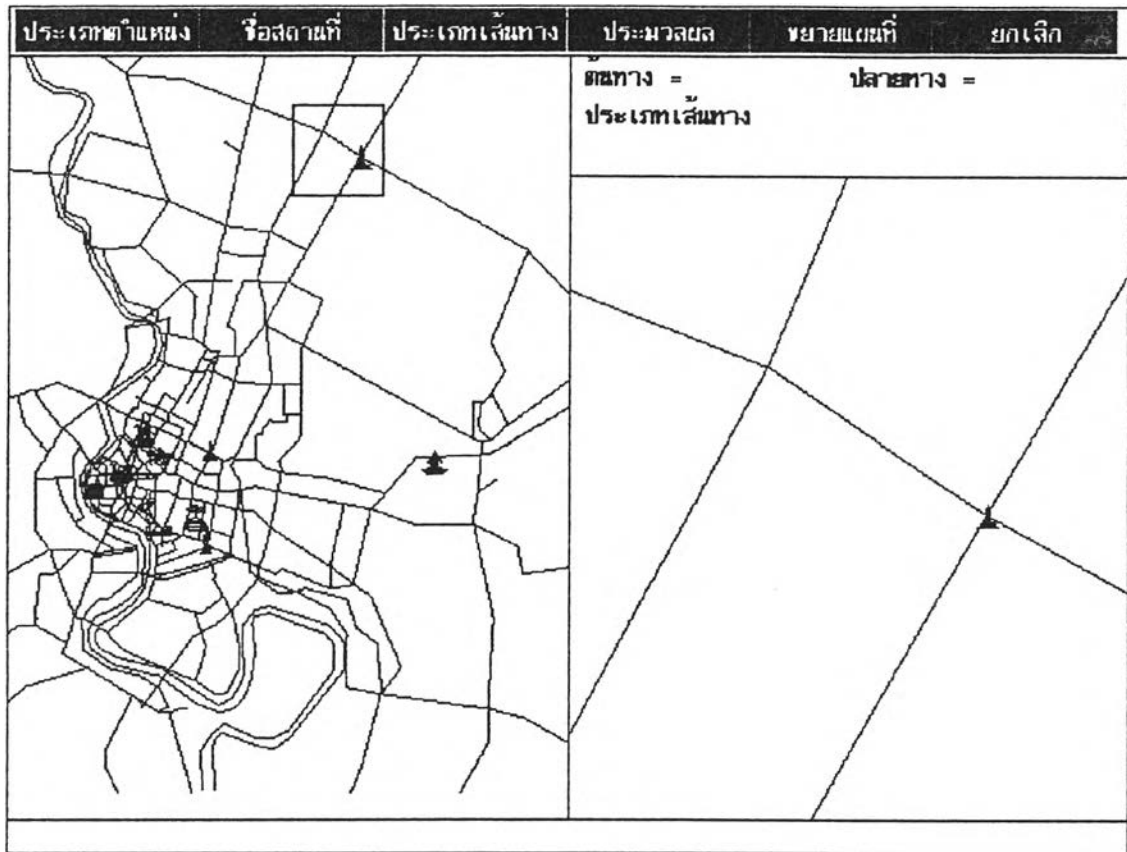 ประเภทตำแหน่ง ชื่อสถานที่ ประเภทเส้นทาง ประมวลผล ขยายแผนที่ ยกเลิก
ต้นทาง = ปลายทาง =
ประเภทเส้นทาง